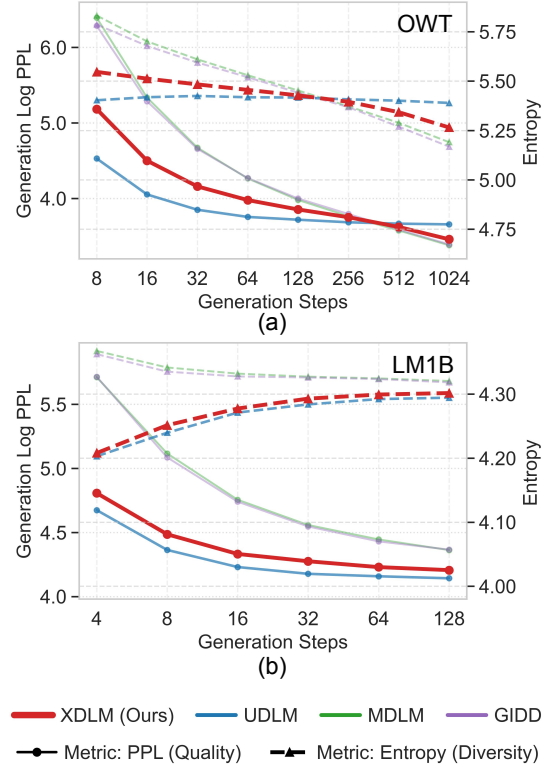 OWT
6.0
5.0
4.0
Generation Log PPL
5.75
5.50
5.25
5.00
4.75
Entropy
8 16 32 64 128 256 512 1024
Generation Steps
(a)
LM1B
5.5
5.0
4.5
4.0
Generation Log PPL
4.30
4.20
4.10
4.00
Entropy
4 8 16 32 64 128
Generation Steps
(b)
XDLM (Ours) UDLM MDLM GIDD
Metric: PPL (Quality) Metric: Entropy (Diversity)